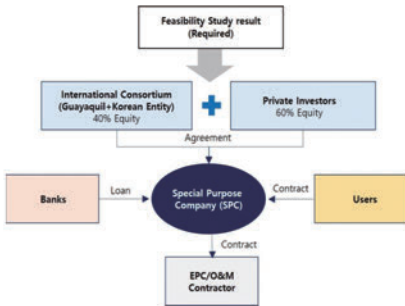 Feasibility Study result
(Required)
International Consortium
(Guayaquil+Korean Entity)
40% Equity
Private Investors
60% Equity
Agreement
Banks
Loan
Special Purpose
Company (SPC)
Contract
Users
Contract
EPC/O&M
Contractor